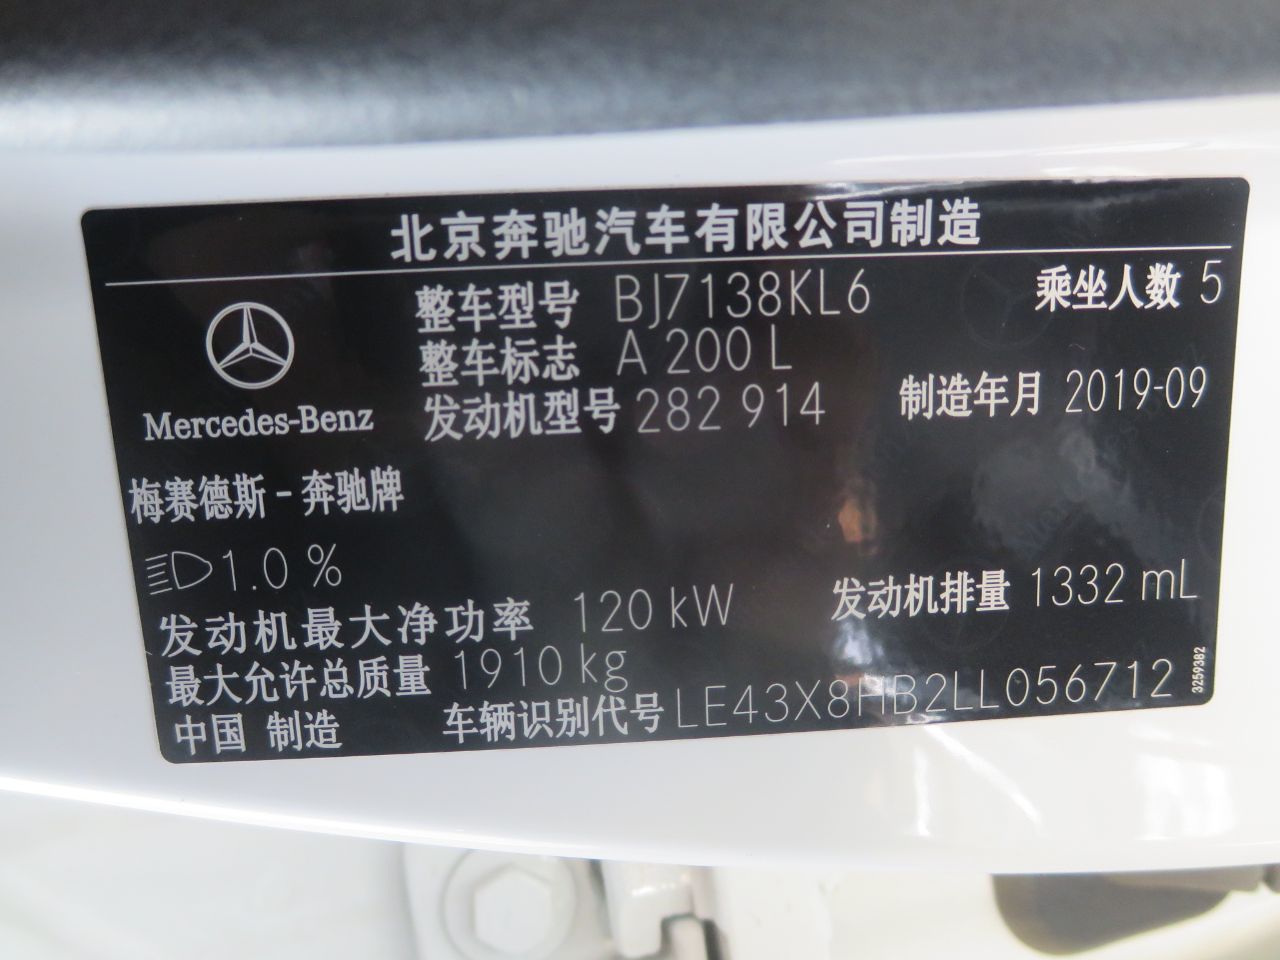 北京奔驰汽车有限公司制造
整车型号 BJ7138KL6 乘坐人数 5
整车标志 A 200 L
Mercedes-Benz
发动机型号 282 914 制造年月 2019-09
梅赛德斯-奔驰牌
1.0 %
发动机最大净功率 120 kW 发动机排量 1332 mL
最大允许总质量 1910 kg
中国 制造 车辆识别代号 LE43X8HB2LL056712
3259382